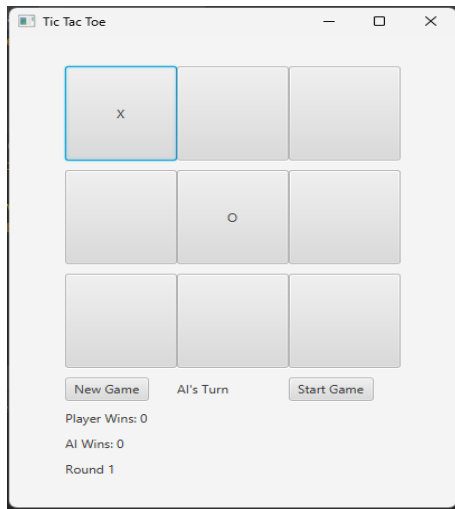 Tic Tac Toe
X
O
New Game AI's Turn Start Game
Player Wins: 0
AI Wins: 0
Round 1